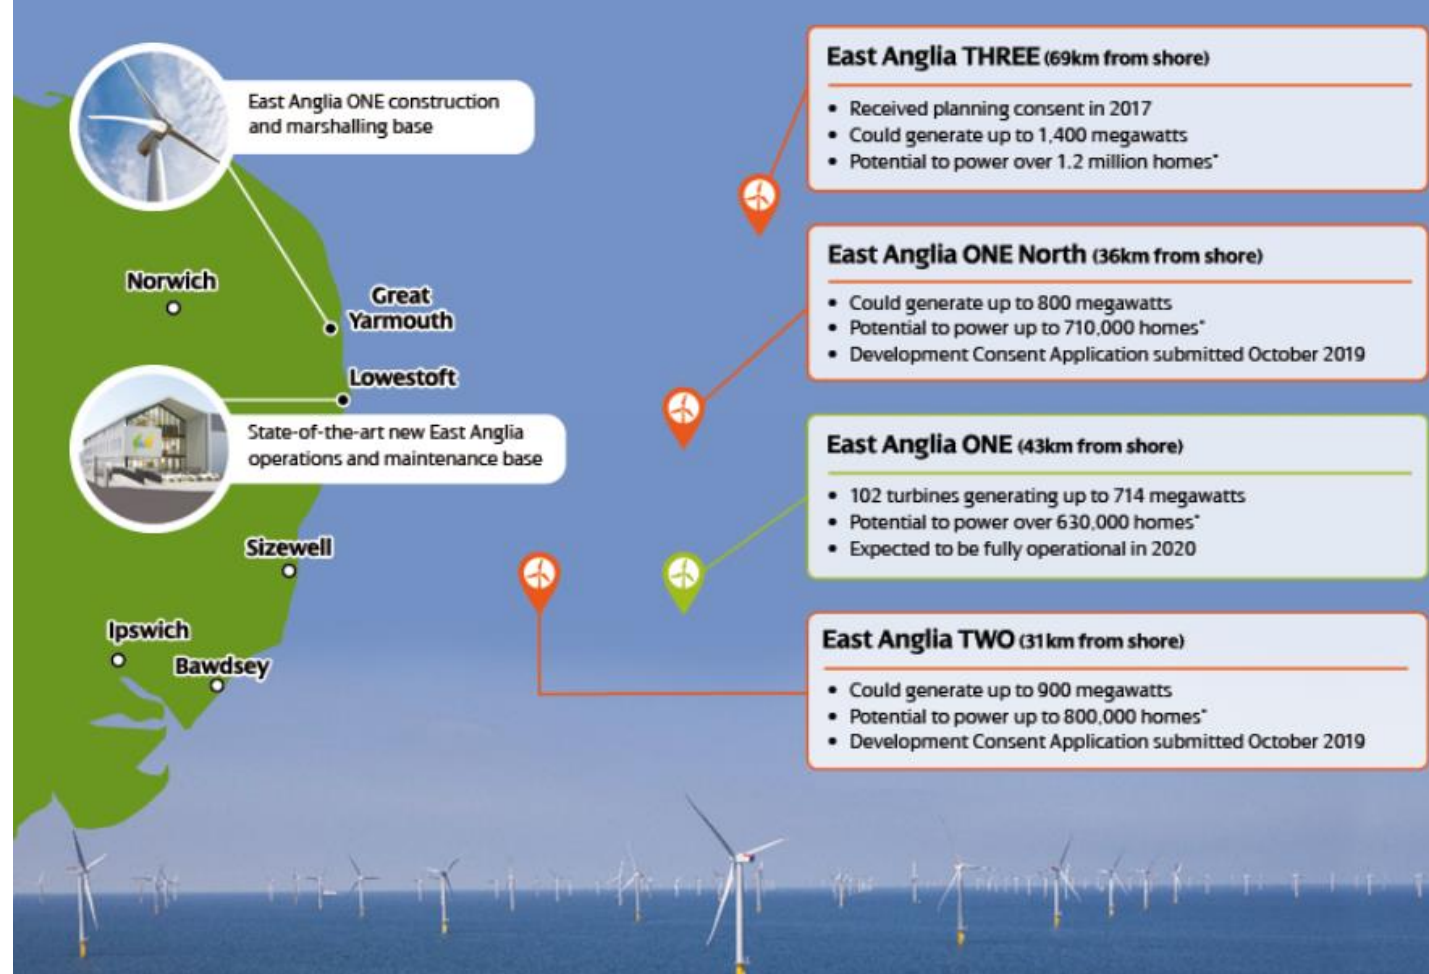 East Anglia ONE construction
and marshalling base
Norwich
Great
Yarmouth
Lowestoft
State-of-the-art new East Anglia
operations and maintenance base
Sizewell
Ipswich
Bawdsey
East Anglia THREE (69km from shore)
• Received planning consent in 2017
• Could generate up to 1,400 megawatts
• Potential to power over 1.2 million homes*
East Anglia ONE North (36km from shore)
• Could generate up to 800 megawatts
• Potential to power up to 710,000 homes*
• Development Consent Application submitted October 2019
East Anglia ONE (43km from shore)
• 102 turbines generating up to 714 megawatts
• Potential to power over 630,000 homes*
• Expected to be fully operational in 2020
East Anglia TWO (31km from shore)
• Could generate up to 900 megawatts
• Potential to power up to 800,000 homes*
• Development Consent Application submitted October 2019